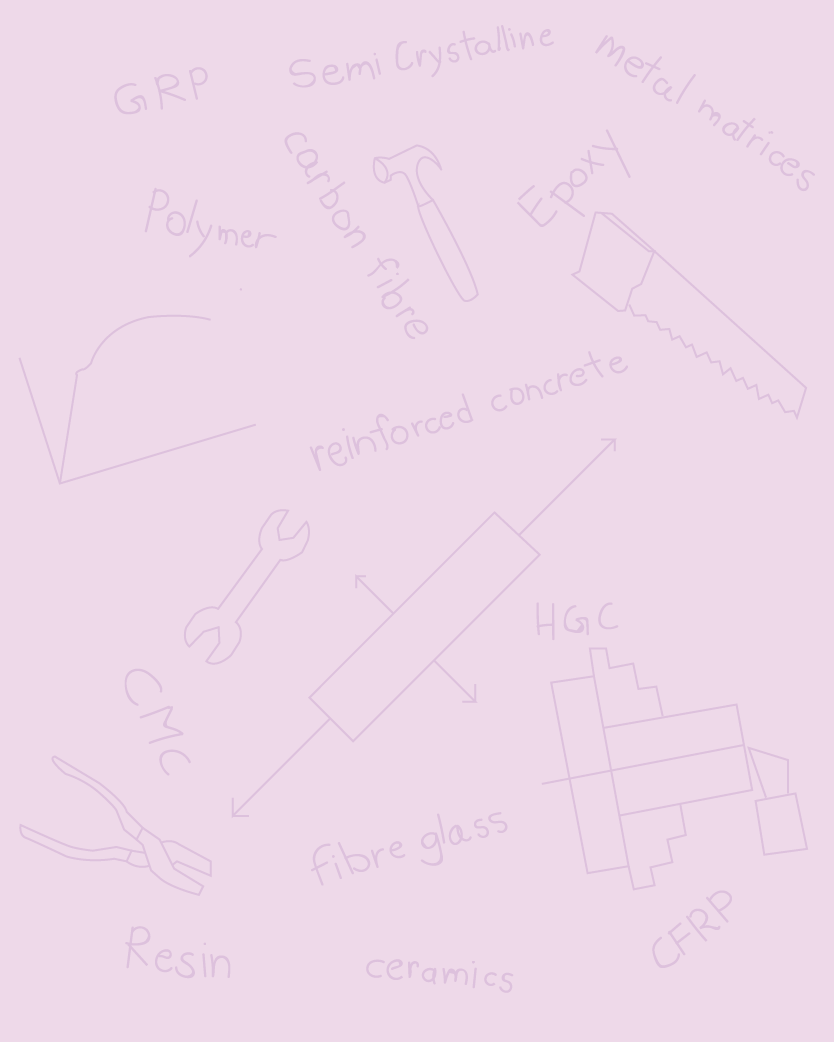 GRP
Semi Crystalline
metal matrices
carbon fibre
Epoxy
Polymer
reinforced concrete
HGC
CMC
fibre glass
CFRP
Resin
ceramics